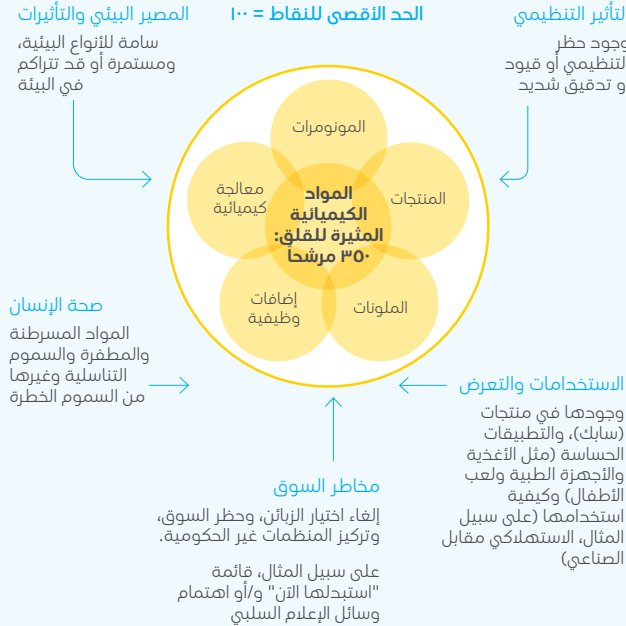 الحد الأقصى للنقاط = ١٠٠
لتأثير التنظيمي
وجود حظر
لتنظيمي أو قيود
و تدقيق شديد
المصير البيئي والتأثيرات
سامة للأنواع البيئية،
ومستمرة أو قد تتراكم
في البيئة
المونومرات
المنتجات
معالجة
كيميائية
المواد
الكيميائية
المثيرة للقلق:
٣٥٠ مرشحاً
الملونات
إضافات
وظيفية
صحة الإنسان
المواد المسرطنة
والمطفرة والسموم
التناسلية وغيرها
من السموم الخطرة
الاستخدامات والتعرض
وجودها في منتجات
(سابك)، والتطبيقات
الحساسة (مثل الأغذية
والأجهزة الطبية ولعب
الأطفال) وكيفية
استخدامها (على سبيل
المثال، الاستهلاكي مقابل
الصناعي)
مخاطر السوق
إلغاء اختيار الزبائن، وحظر السوق،
وتركيز المنظمات غير الحكومية.
على سبيل المثال، قائمة
"استبدلها الآن" و/أو اهتمام
وسائل الإعلام السلبي